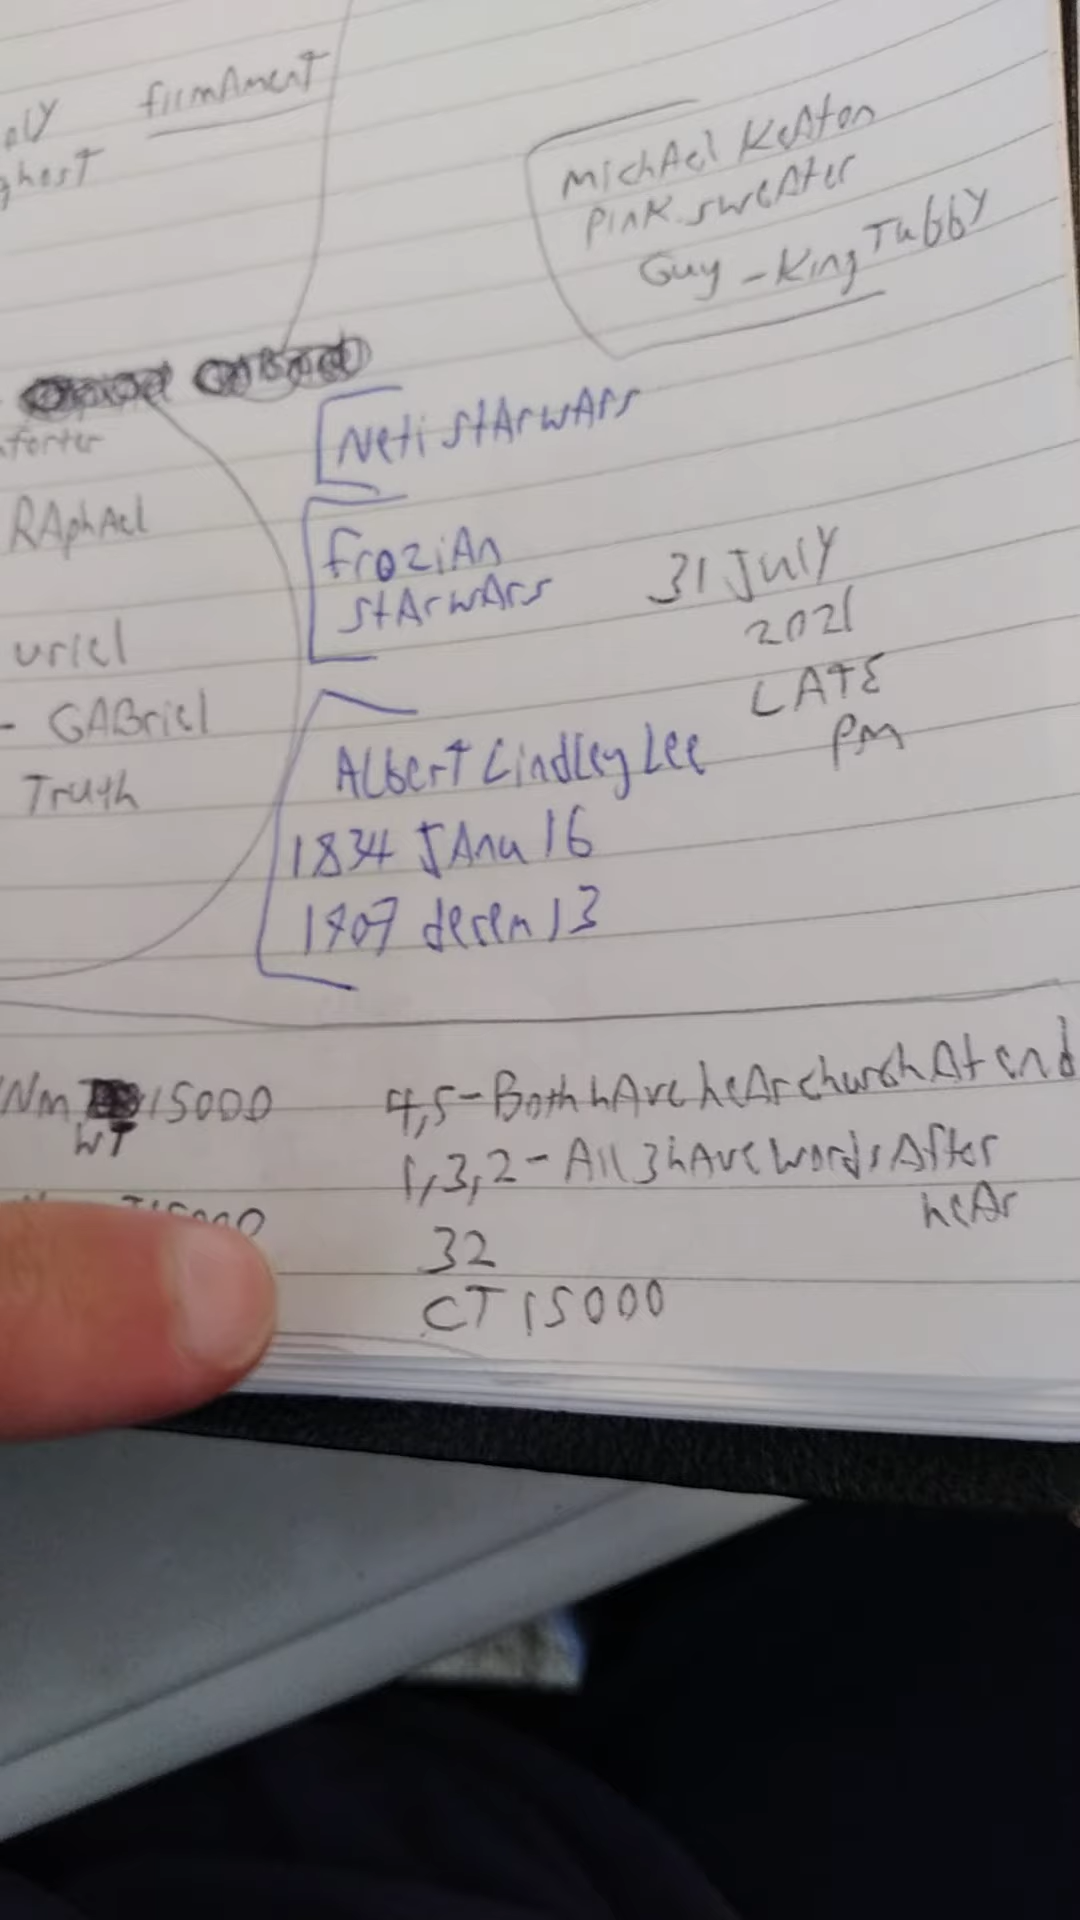 firmAment
ghost
michAel KeAton
Pink sweAter
Guy - King Tubby
Neti stArwArs
froziAn
stArwArs
RAphAel
uriel
- GABriel
Truth
31 July
2021
LATE
PM
Albert Lindley Lee
1834 JAnu 16
1907 decem 13
Nm 15000
WT
4,5 - Both hAve heAr church At end
1,3,2 - All 3 hAve words After
heAr
32
CT 15000